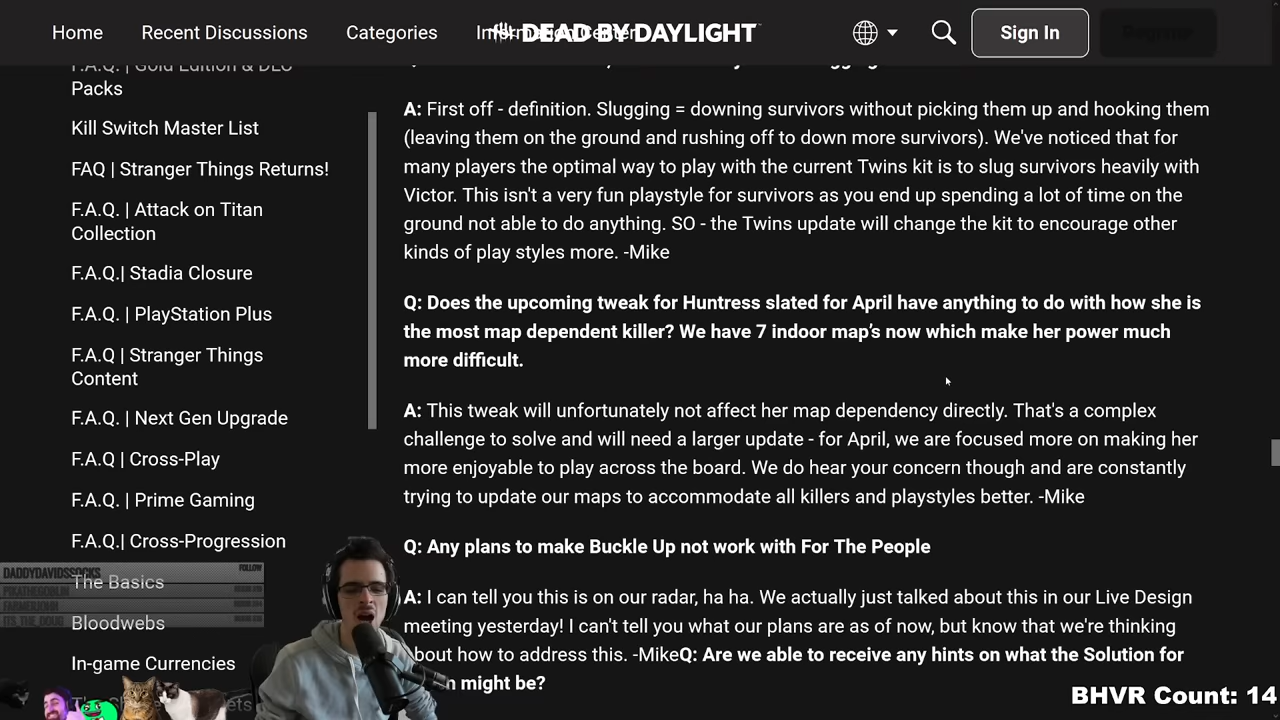 Home
Recent Discussions
Categories
DEAD BY DAYLIGHT
Sign In
F.A.Q. | Gold Edition & DLC
Packs
Kill Switch Master List
FAQ | Stranger Things Returns!
F.A.Q. | Attack on Titan
Collection
F.A.Q.| Stadia Closure
F.A.Q. | PlayStation Plus
F.A.Q | Stranger Things
Content
F.A.Q. | Next Gen Upgrade
F.A.Q | Cross-Play
F.A.Q. | Prime Gaming
F.A.Q.| Cross-Progression
The Basics
Bloodwebs
In-game Currencies
A: First off - definition. Slugging = downing survivors without picking them up and hooking them
(leaving them on the ground and rushing off to down more survivors). We've noticed that for
many players the optimal way to play with the current Twins kit is to slug survivors heavily with
Victor. This isn't a very fun playstyle for survivors as you end up spending a lot of time on the
ground not able to do anything. SO - the Twins update will change the kit to encourage other
kinds of play styles more. -Mike
Q: Does the upcoming tweak for Huntress slated for April have anything to do with how she is
the most map dependent killer? We have 7 indoor map’s now which make her power much
more difficult.
A: This tweak will unfortunately not affect her map dependency directly. That's a complex
challenge to solve and will need a larger update - for April, we are focused more on making her
more enjoyable to play across the board. We do hear your concern though and are constantly
trying to update our maps to accommodate all killers and playstyles better. -Mike
Q: Any plans to make Buckle Up not work with For The People
A: I can tell you this is on our radar, ha ha. We actually just talked about this in our Live Design
meeting yesterday! I can't tell you what our plans are as of now, but know that we're thinking
about how to address this. -MikeQ: Are we able to receive any hints on what the Solution for
might be?
DADDYDAVIDSSOCKS
FOLLOW
BHVR Count: 14